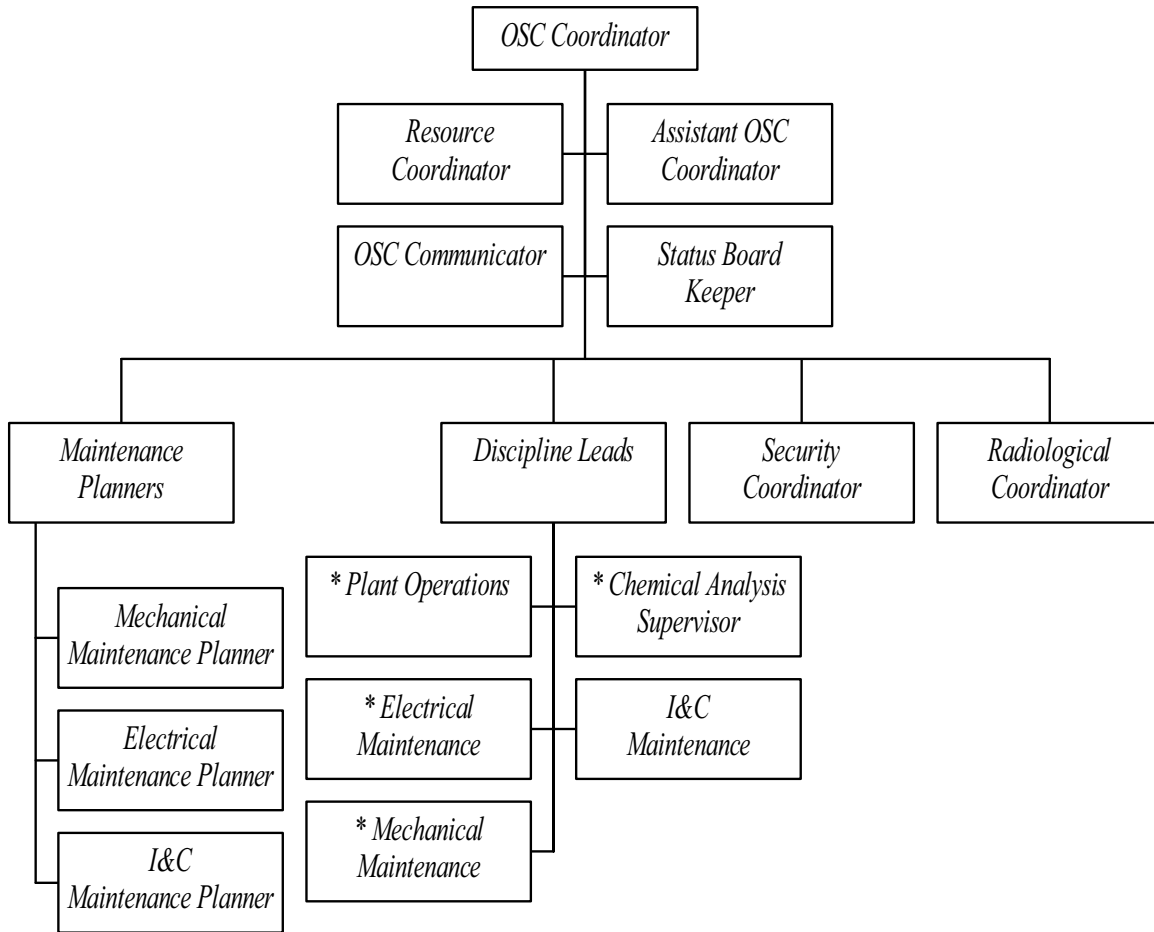 OSC Coordinator
Resource
Coordinator
Assistant OSC
Coordinator
OSC Communicator
Status Board
Keeper
Maintenance
Planners
Discipline Leads
Security
Coordinator
Radiological
Coordinator
* Plant Operations
* Chemical Analysis
Supervisor
Mechanical
Maintenance Planner
* Electrical
Maintenance
I&C
Maintenance
Electrical
Maintenance Planner
* Mechanical
Maintenance
I&C
Maintenance Planner